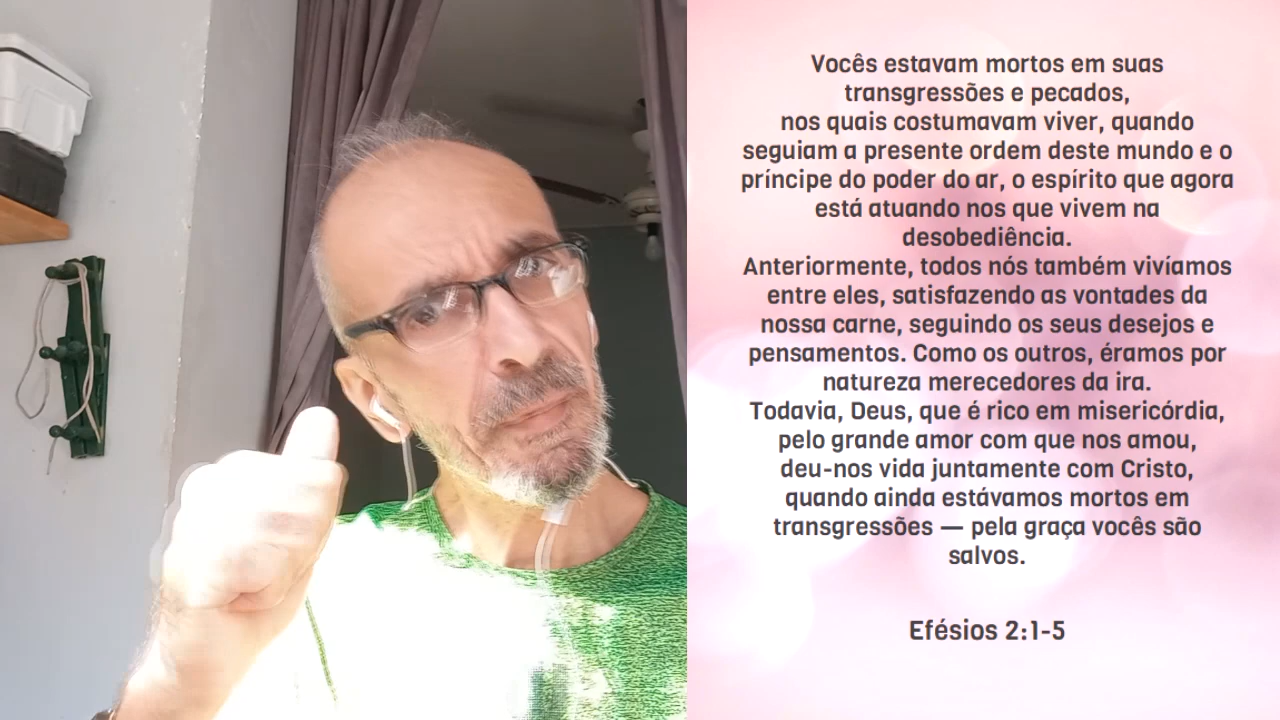 Vocês estavam mortos em suas
transgressões e pecados,
nos quais costumavam viver, quando
seguiam a presente ordem deste mundo e o
príncipe do poder do ar, o espírito que agora
está atuando nos que vivem na
desobediência.
Anteriormente, todos nós também vivíamos
entre eles, satisfazendo as vontades da
nossa carne, seguindo os seus desejos e
pensamentos. Como os outros, éramos por
natureza merecedores da ira.
Todavia, Deus, que é rico em misericórdia,
pelo grande amor com que nos amou,
deu-nos vida juntamente com Cristo,
quando ainda estávamos mortos em
transgressões — pela graça vocês são
salvos.
Efésios 2:1-5